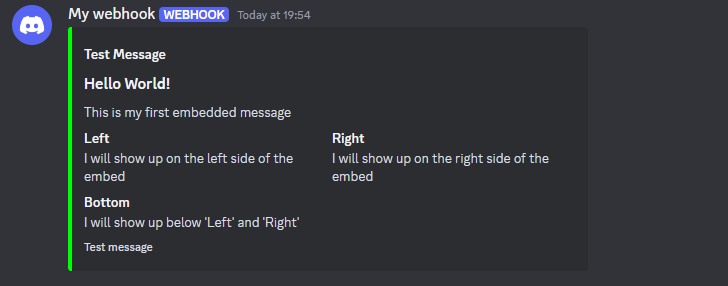 My webhook WEBHOOK Today at 19:54
Test Message
Hello World!
This is my first embedded message
Left
I will show up on the left side of the
embed
Right
I will show up on the right side of the
embed
Bottom
I will show up below 'Left' and 'Right'
Test message